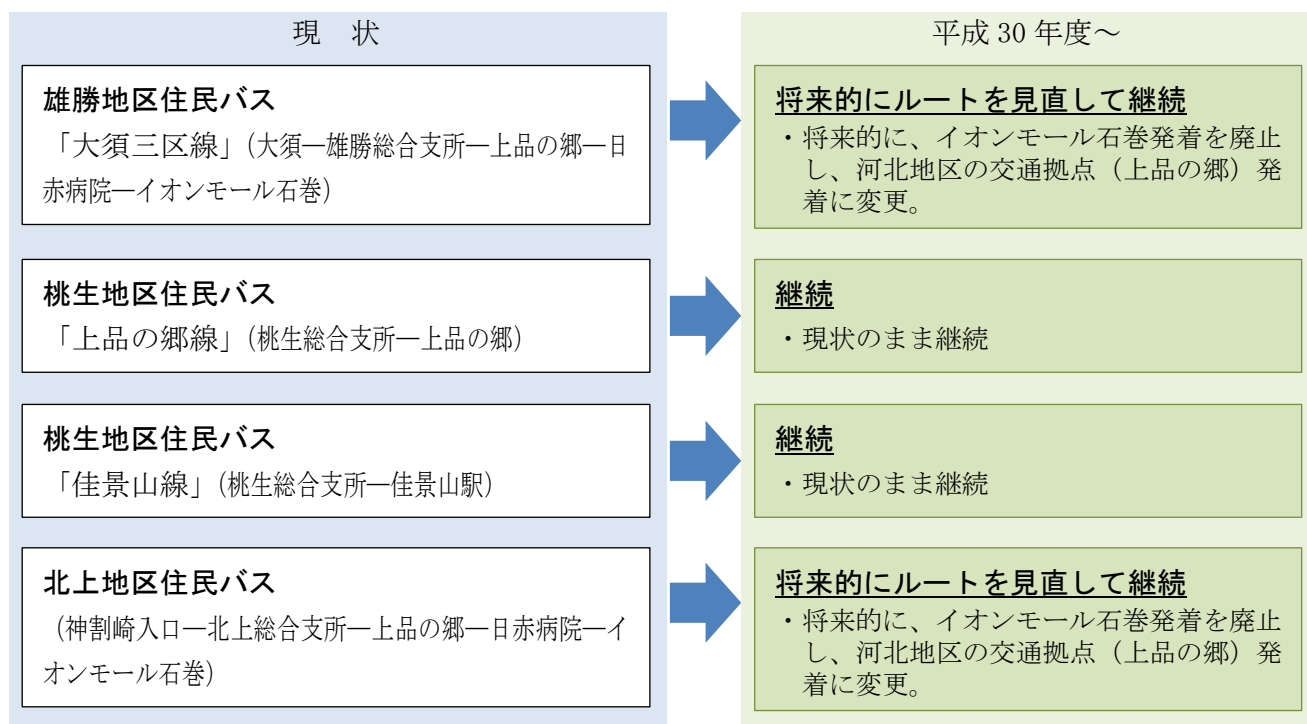 現　状
平成 30 年度～
雄勝地区住民バス
「大須三区線」（大須―雄勝総合支所―上品の郷―日
赤病院―イオンモール石巻）
将来的にルートを見直して継続
・将来的に、イオンモール石巻発着を廃止
し、河北地区の交通拠点（上品の郷）発
着に変更。
桃生地区住民バス
「上品の郷線」（桃生総合支所―上品の郷）
継続
・現状のまま継続
桃生地区住民バス
「佳景山線」（桃生総合支所―佳景山駅）
継続
・現状のまま継続
北上地区住民バス
（神割崎入口―北上総合支所―上品の郷―日赤病院―イ
オンモール石巻）
将来的にルートを見直して継続
・将来的に、イオンモール石巻発着を廃止
し、河北地区の交通拠点（上品の郷）発
着に変更。